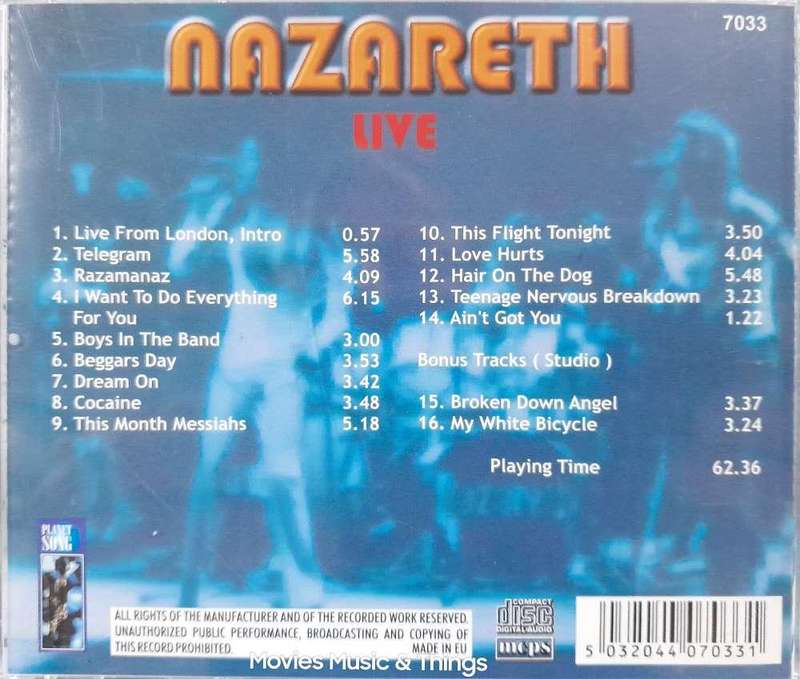 NAZARETH
7033
LIVE
1. Live From London, Intro 0.57
2. Telegram 5.58
3. Razamanaz 4.09
4. I Want To Do Everything 6.15
For You
5. Boys In The Band 3.00
6. Beggars Day 3.53
7. Dream On 3.42
8. Cocaine 3.48
9. This Month Messiahs 5.18
10. This Flight Tonight 3.50
11. Love Hurts 4.04
12. Hair On The Dog 5.48
13. Teenage Nervous Breakdown 3.23
14. Ain't Got You 1.22
Bonus Tracks ( Studio )
15. Broken Down Angel 3.37
16. My White Bicycle 3.24
Playing Time 62.36
PLANET
SONG
ALL RIGHTS OF THE MANUFACTURER AND OF THE RECORDED WORK RESERVED.
UNAUTHORIZED PUBLIC PERFORMANCE, BROADCASTING AND COPYING OF
THIS RECORD PROHIBITED. MADE IN EU
COMPACT
disc
DIGITAL AUDIO
mcps
5 032044 070331
Movies Music & Things